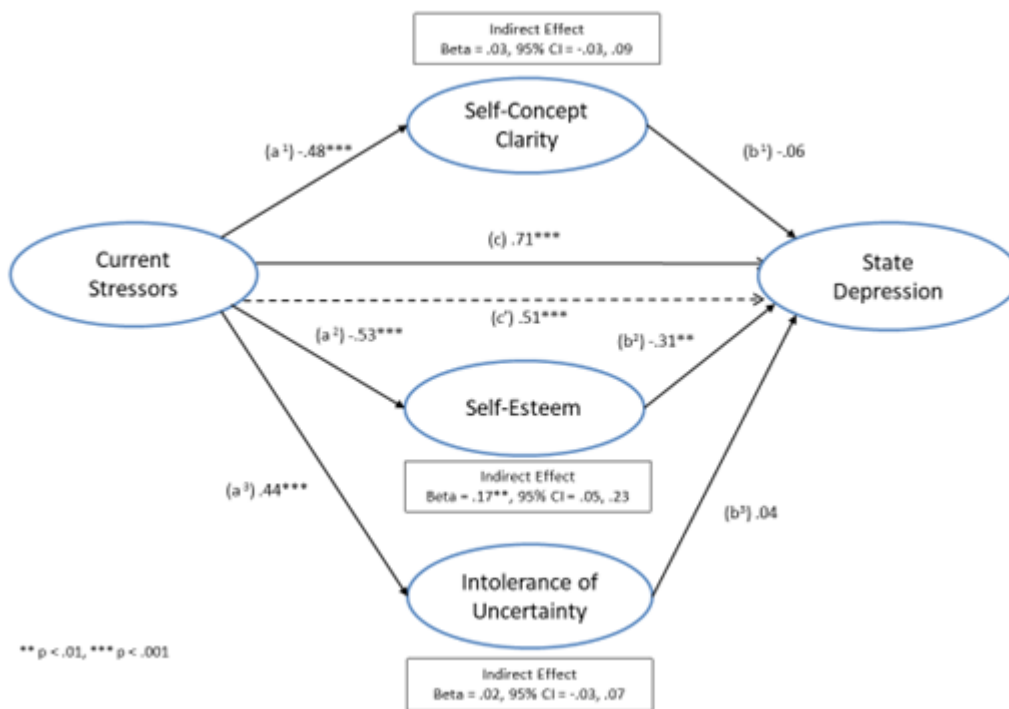 Indirect Effect
Beta = .03, 95% CI = -.03, .09
Self-Concept
Clarity
(a¹) -.48***
(b¹) -.06
Current
Stressors
(c) .71***
State
Depression
(c') .51***
(a²) -.53***
(b²) -.31**
Self-Esteem
Indirect Effect
Beta = .17**, 95% CI = .05, .23
(a³) .44***
(b³) .04
Intolerance of
Uncertainty
** p < .01, *** p < .001
Indirect Effect
Beta = .02, 95% CI = -.03, .07